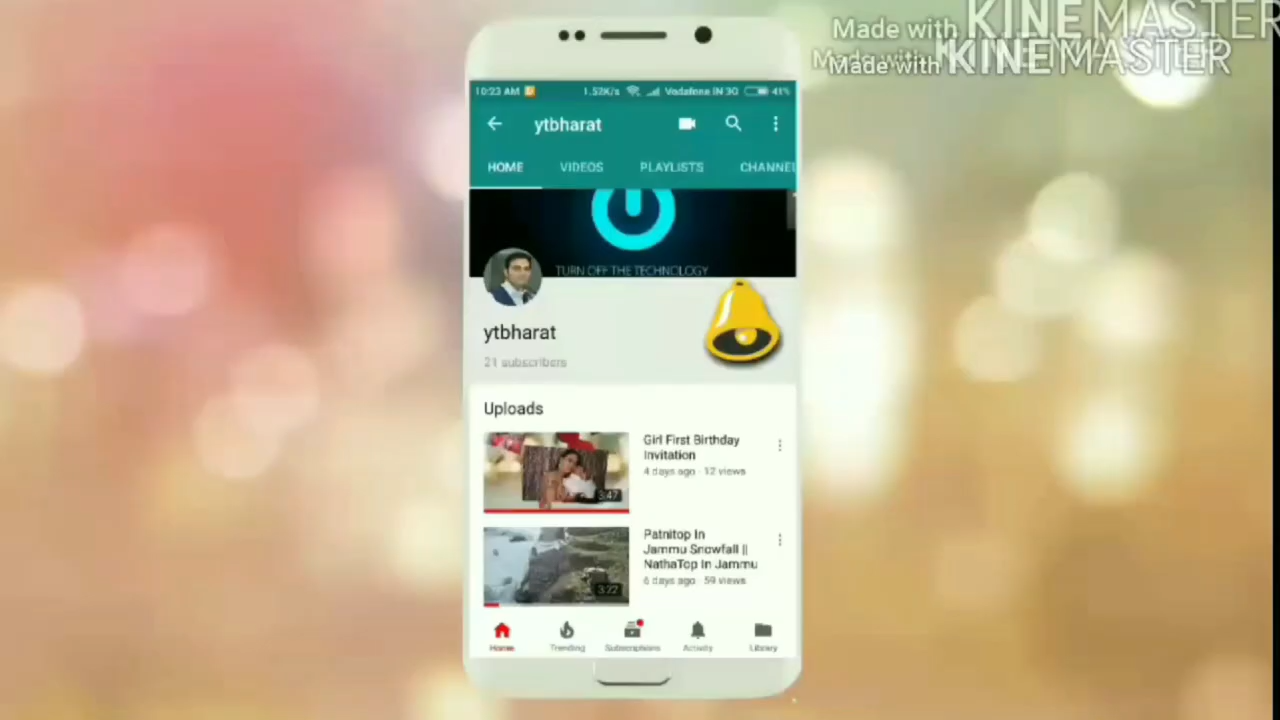 Made with KINEMASTER
Made with KINEMASTER
10:23 AM 1.52K/s Vodafone IN 3G 41%
ytbharat
HOME VIDEOS PLAYLISTS CHANNEL
TURN OFF THE TECHNOLOGY
ytbharat
21 subscribers
Uploads
Girl First Birthday
Invitation
4 days ago · 12 views
3:47
Patnitop In
Jammu Snowfall ||
NathaTop In Jammu
6 days ago · 59 views
3:22
Home Trending Subscriptions Activity Library